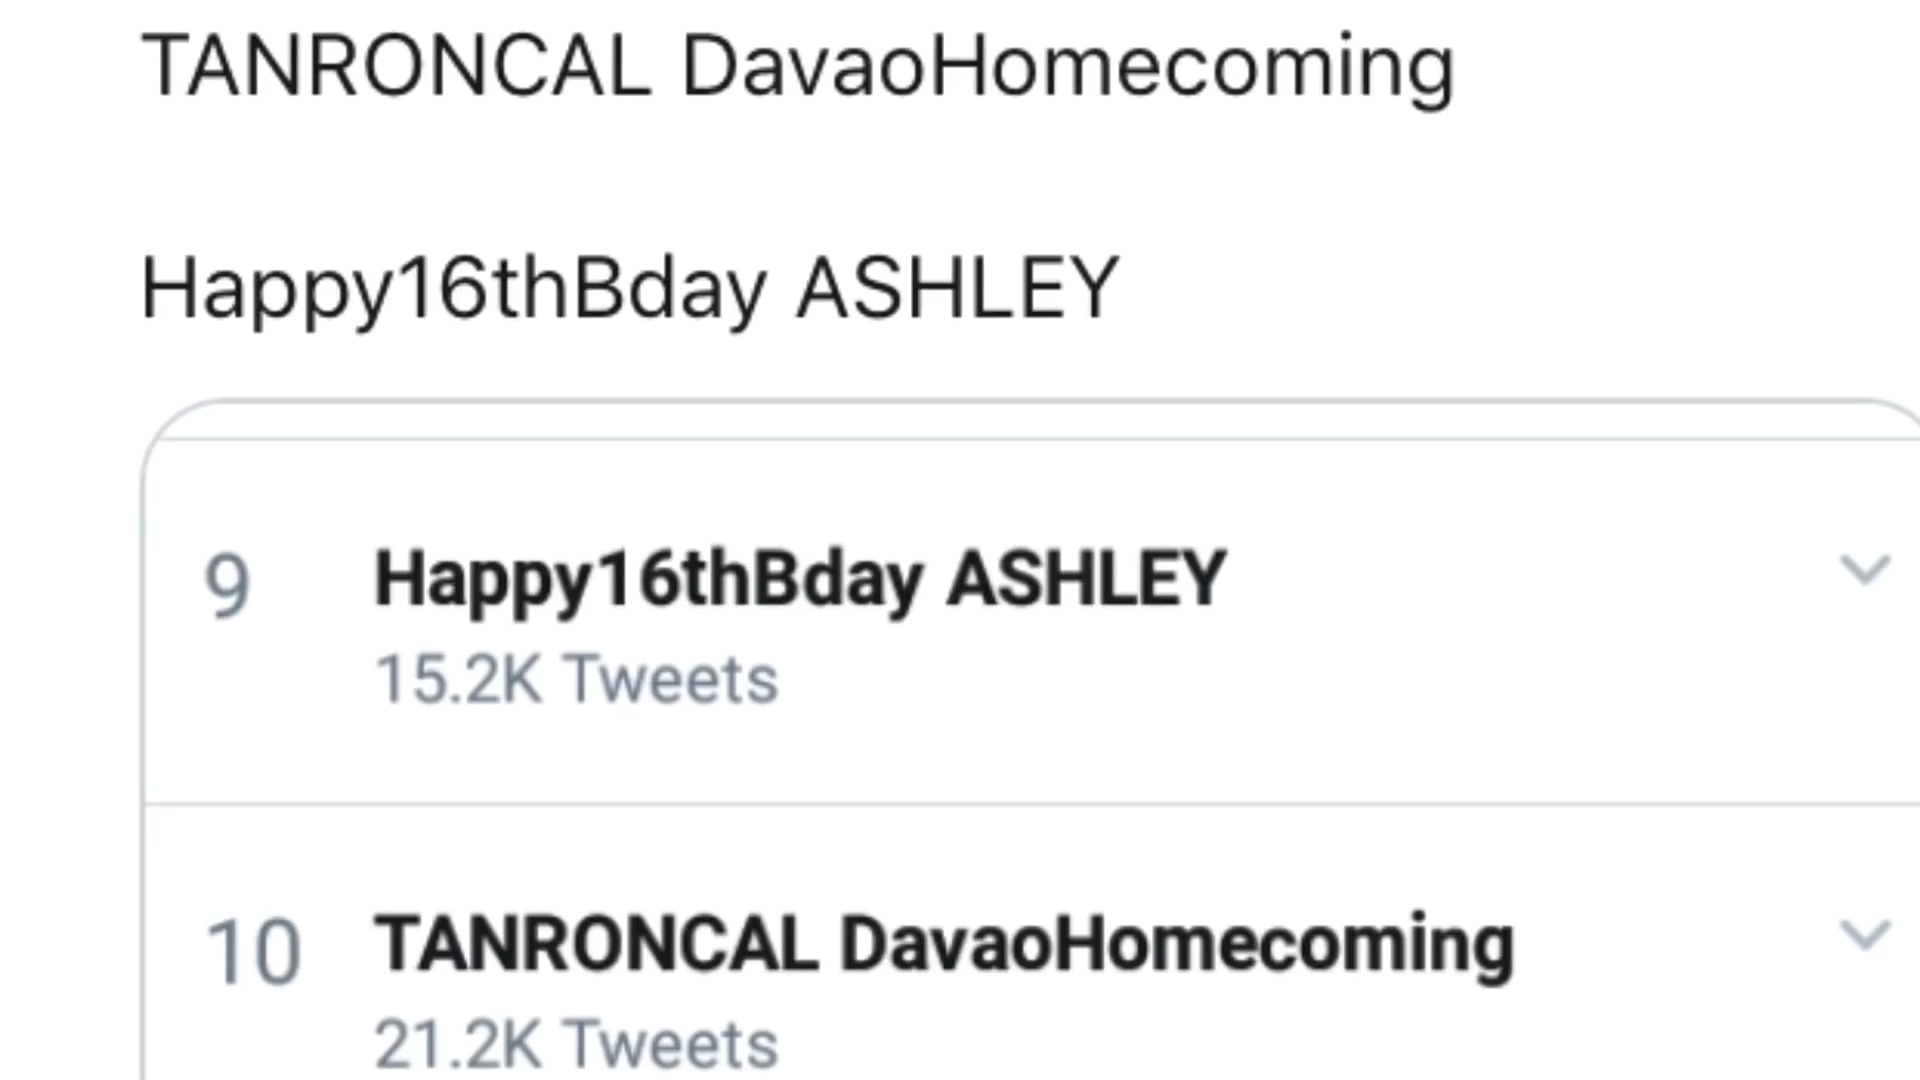 TANRONCAL DavaoHomecoming
Happy16thBday ASHLEY
9 Happy16thBday ASHLEY
15.2K Tweets
10 TANRONCAL DavaoHomecoming
21.2K Tweets